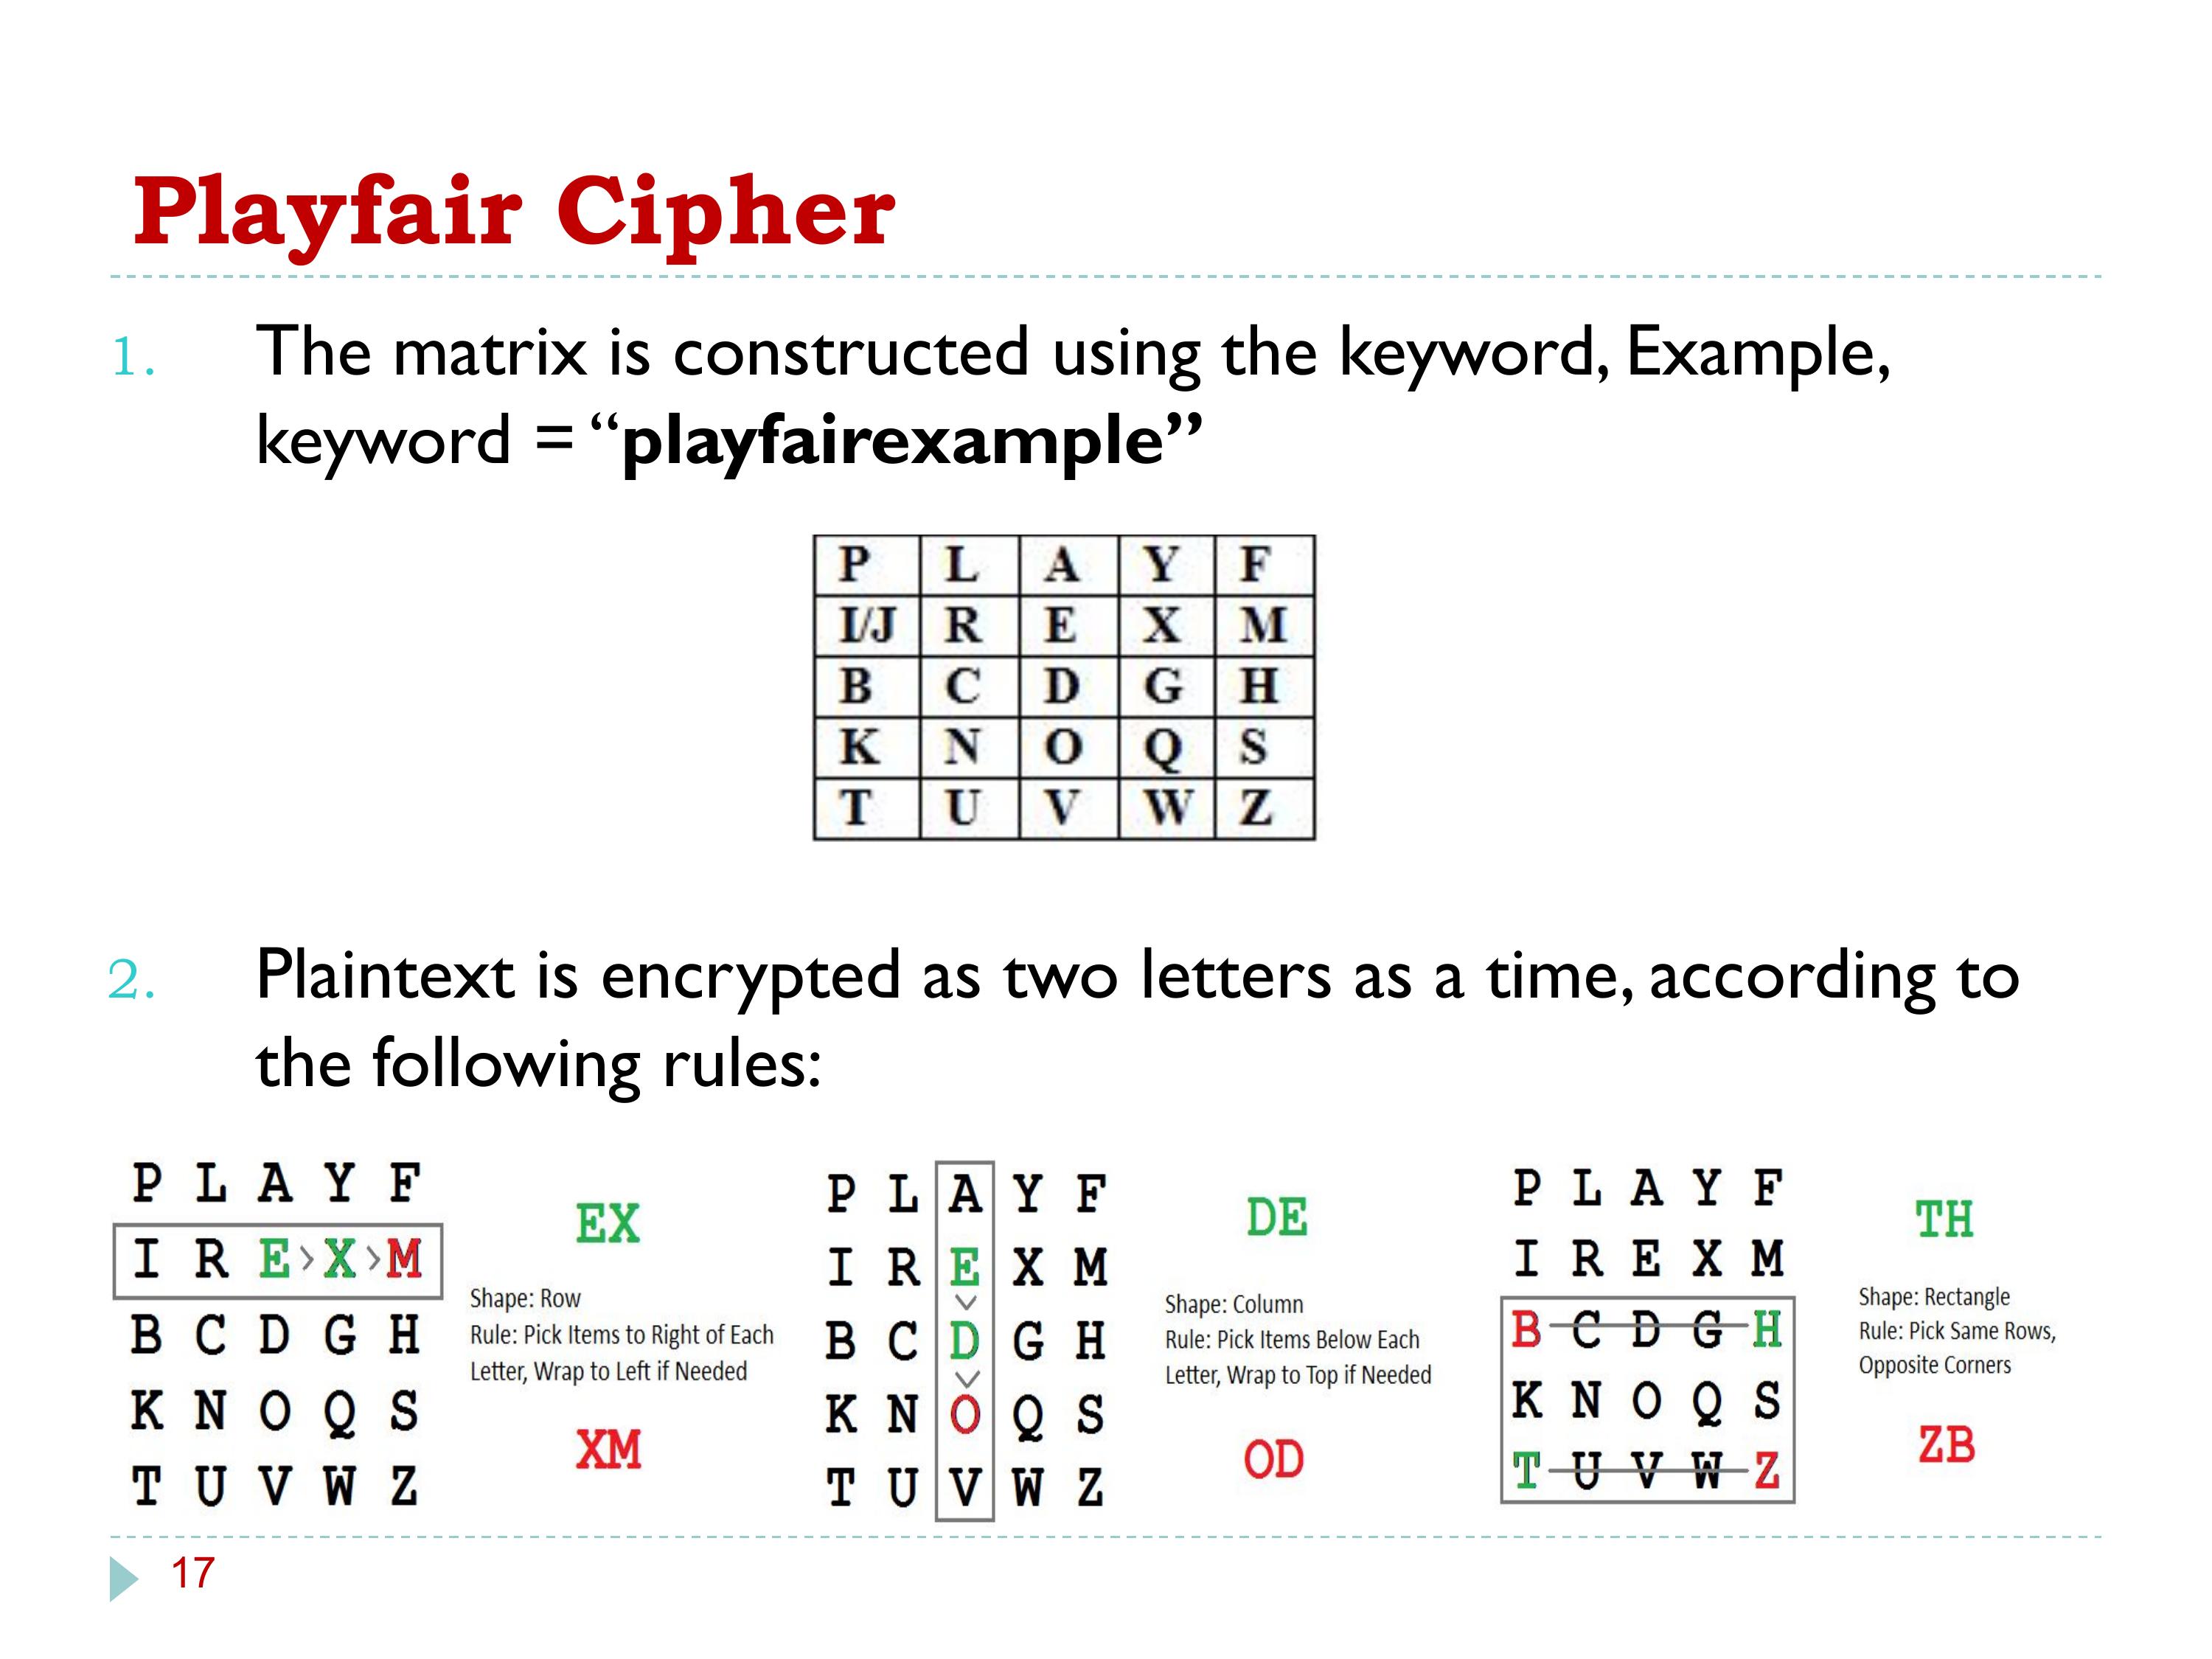 Playfair Cipher
1. The matrix is constructed using the keyword, Example,
keyword = “playfairexample”
P L A Y F
I/J R E X M
B C D G H
K N O Q S
T U V W Z
2. Plaintext is encrypted as two letters as a time, according to
the following rules:
P L A Y F
I R E > X > M
B C D G H
K N O Q S
T U V W Z
EX
Shape: Row
Rule: Pick Items to Right of Each
Letter, Wrap to Left if Needed
XM
P L A Y F
I R E X M
B C D G H
K N O Q S
T U V W Z
DE
Shape: Column
Rule: Pick Items Below Each
Letter, Wrap to Top if Needed
OD
P L A Y F
I R E X M
B C D G H
K N O Q S
T U V W Z
TH
Shape: Rectangle
Rule: Pick Same Rows,
Opposite Corners
ZB
17